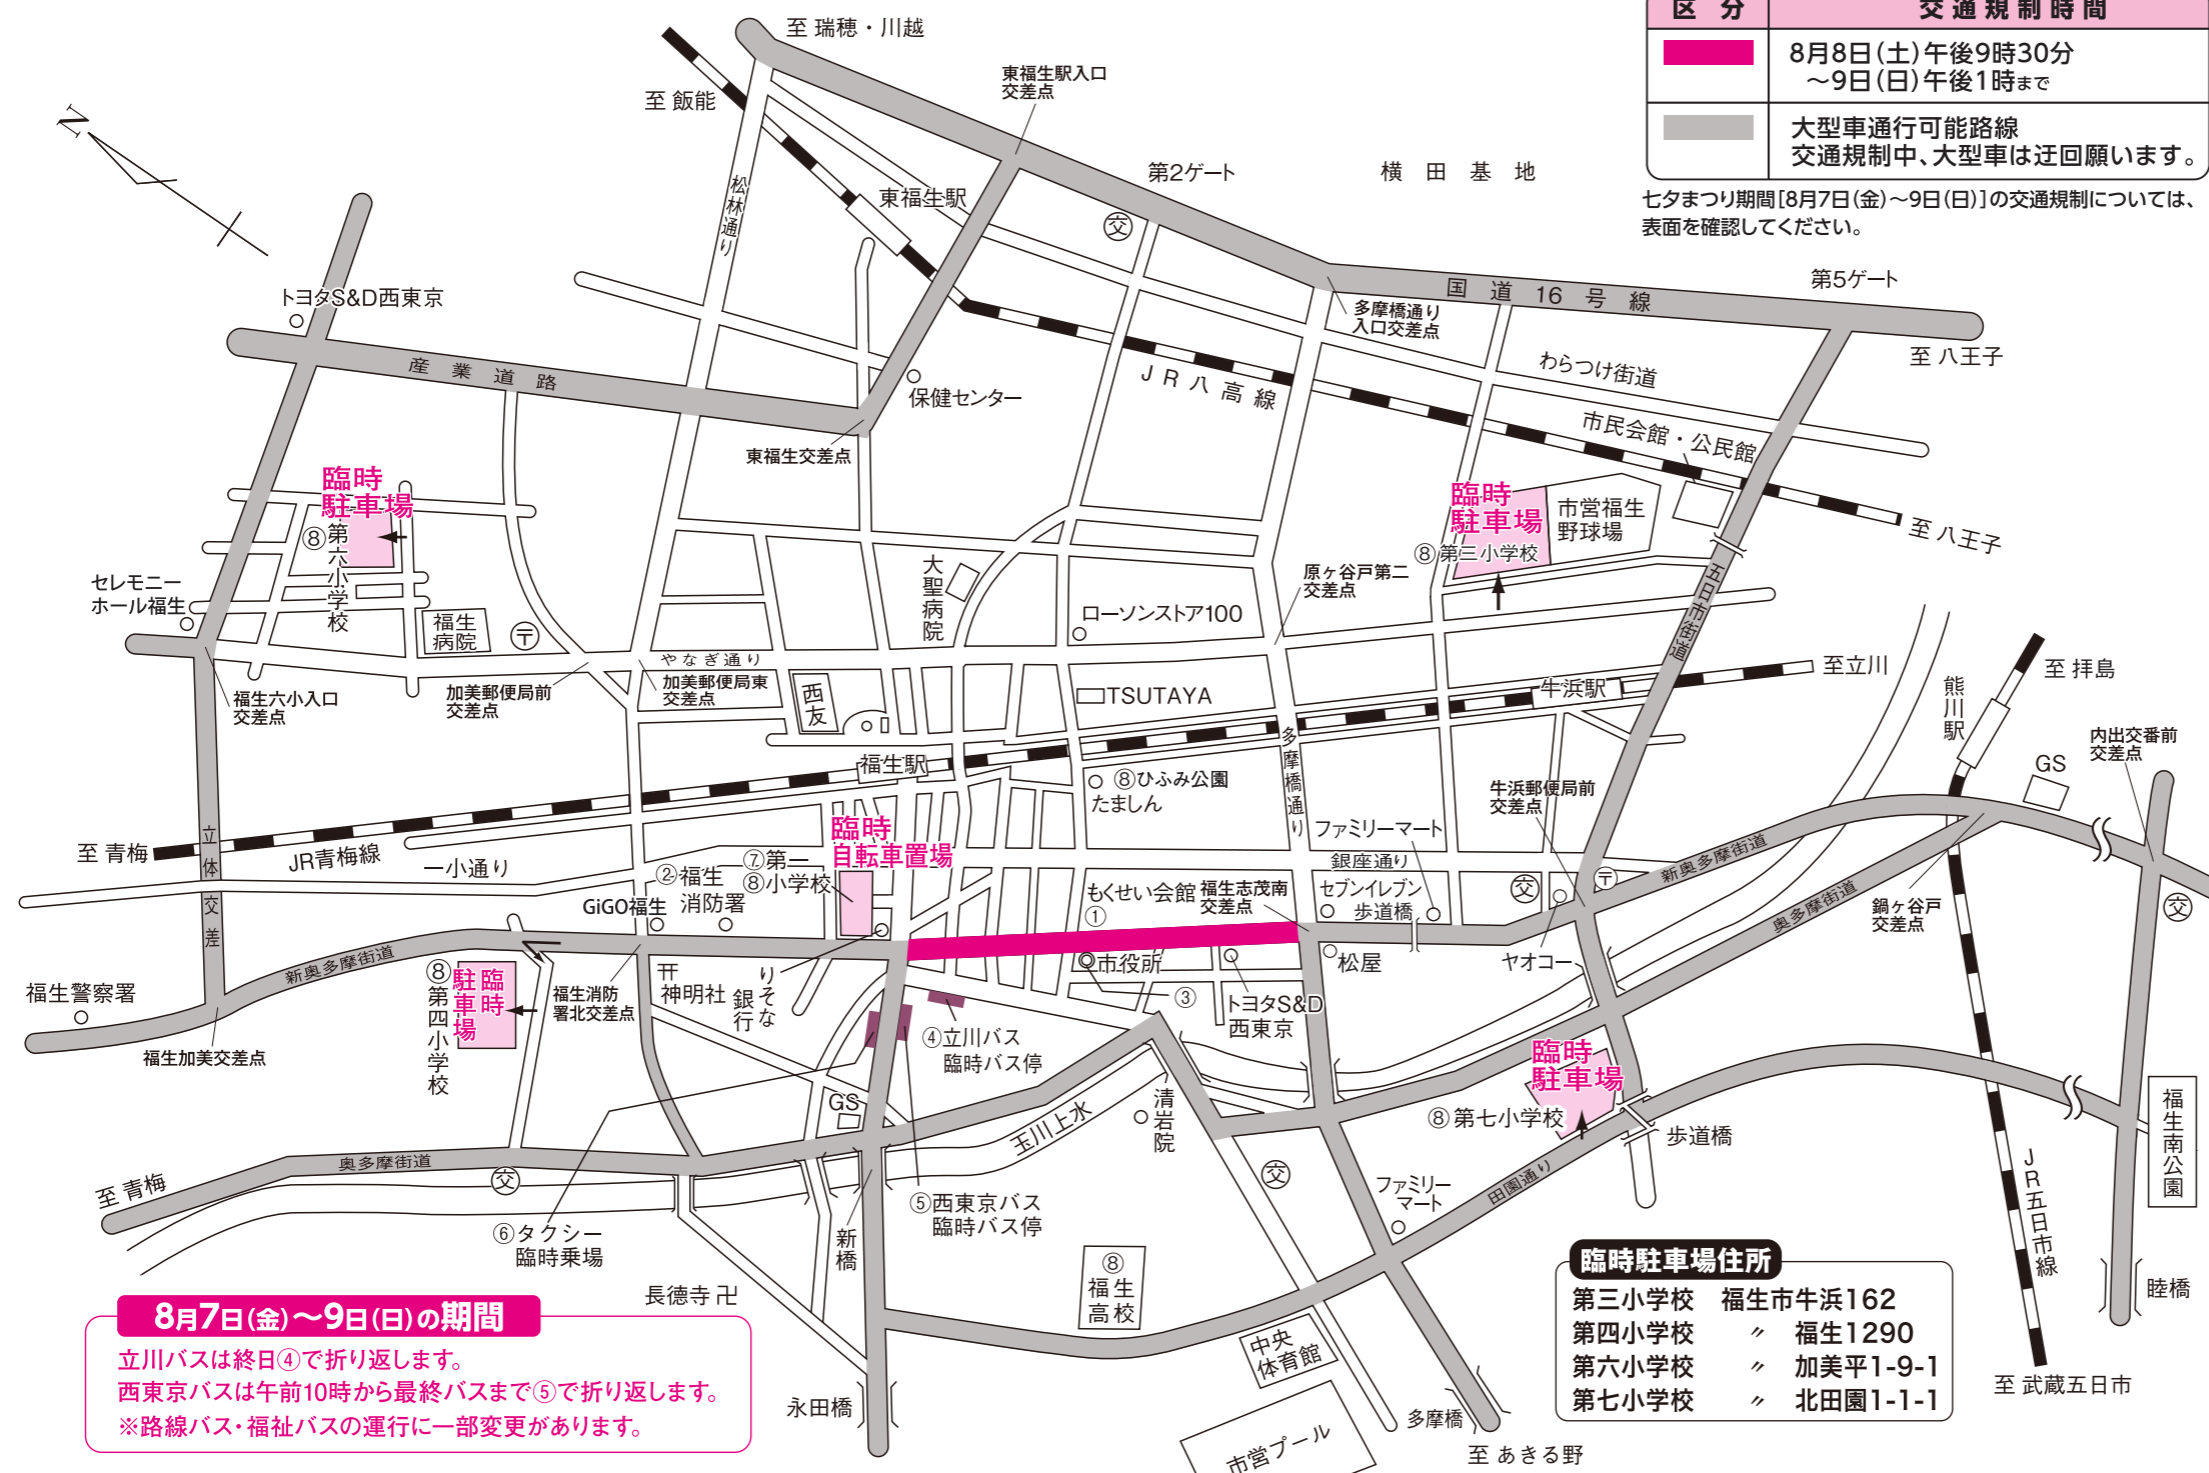 区 分 交通規制時間
8月8日(土)午後9時30分
～9日(日)午後1時まで
大型車通行可能路線
交通規制中、大型車は迂回願います。
七夕まつり期間[8月7日(金)～9日(日)]の交通規制については、
表面を確認してください。
至 瑞穂・川越
至 飯能
東福生駅入口
交差点
第2ゲート
横田基地
N
松林通り
東福生駅
交
第5ゲート
国道16号線
多摩橋通り
入口交差点
至 八王子
トヨタS&D西東京
産業道路
わらつけ街道
JR八高線
保健センター
東福生交差点
市民会館・公民館
臨時
駐車場
⑧第六小学校
臨時
駐車場
⑧第三小学校
市営福生
野球場
至 八王子
セレモニー
ホール福生
福生
病院
〒
大聖病院
原ヶ谷戸第二
交差点
ローソンストア100
五日市街道
やなぎ通り
福生六小入口
交差点
加美郵便局前
交差点
加美郵便局東
交差点
西友
TSUTAYA
牛浜駅
至立川
熊川駅
至 拝島
内出交番前
交差点
GS
福生駅
多摩橋通り
⑧ひふみ公園
たましん
牛浜郵便局前
交差点
至 青梅
JR青梅線
立体交差
一小通り
臨時
自転車置場
⑦第一
⑧小学校
②福生
消防署
GiGO福生
ファミリーマート
銀座通り
もくせい会館
①
福生志茂南
交差点
セブンイレブン
歩道橋
交
〒
新奥多摩街道
奥多摩街道
鍋ヶ谷戸
交差点
交
新奥多摩街道
福生警察署
福生加美交差点
⑧第四小学校
臨時
駐車場
福生消防
署北交差点
神明社
りそな
銀行
市役所
③
トヨタS&D
西東京
松屋
ヤオコー
④立川バス
臨時バス停
臨時
駐車場
⑧第七小学校
GS
玉川上水
清岩院
歩道橋
福生南公園
奥多摩街道
至 青梅
交
交
田園通り
ファミリー
マート
JR五日市線
⑥タクシー
臨時乗場
⑤西東京バス
臨時バス停
新橋
⑧
福生
高校
長徳寺 卍
中央
体育館
永田橋
市営プール
多摩橋
至 あきる野
睦橋
至 武蔵五日市
8月7日(金)～9日(日)の期間
立川バスは終日④で折り返します。
西東京バスは午前10時から最終バスまで⑤で折り返します。
※路線バス・福祉バスの運行に一部変更があります。
臨時駐車場住所
第三小学校 福生市牛浜162
第四小学校 〃 福生1290
第六小学校 〃 加美平1-9-1
第七小学校 〃 北田園1-1-1